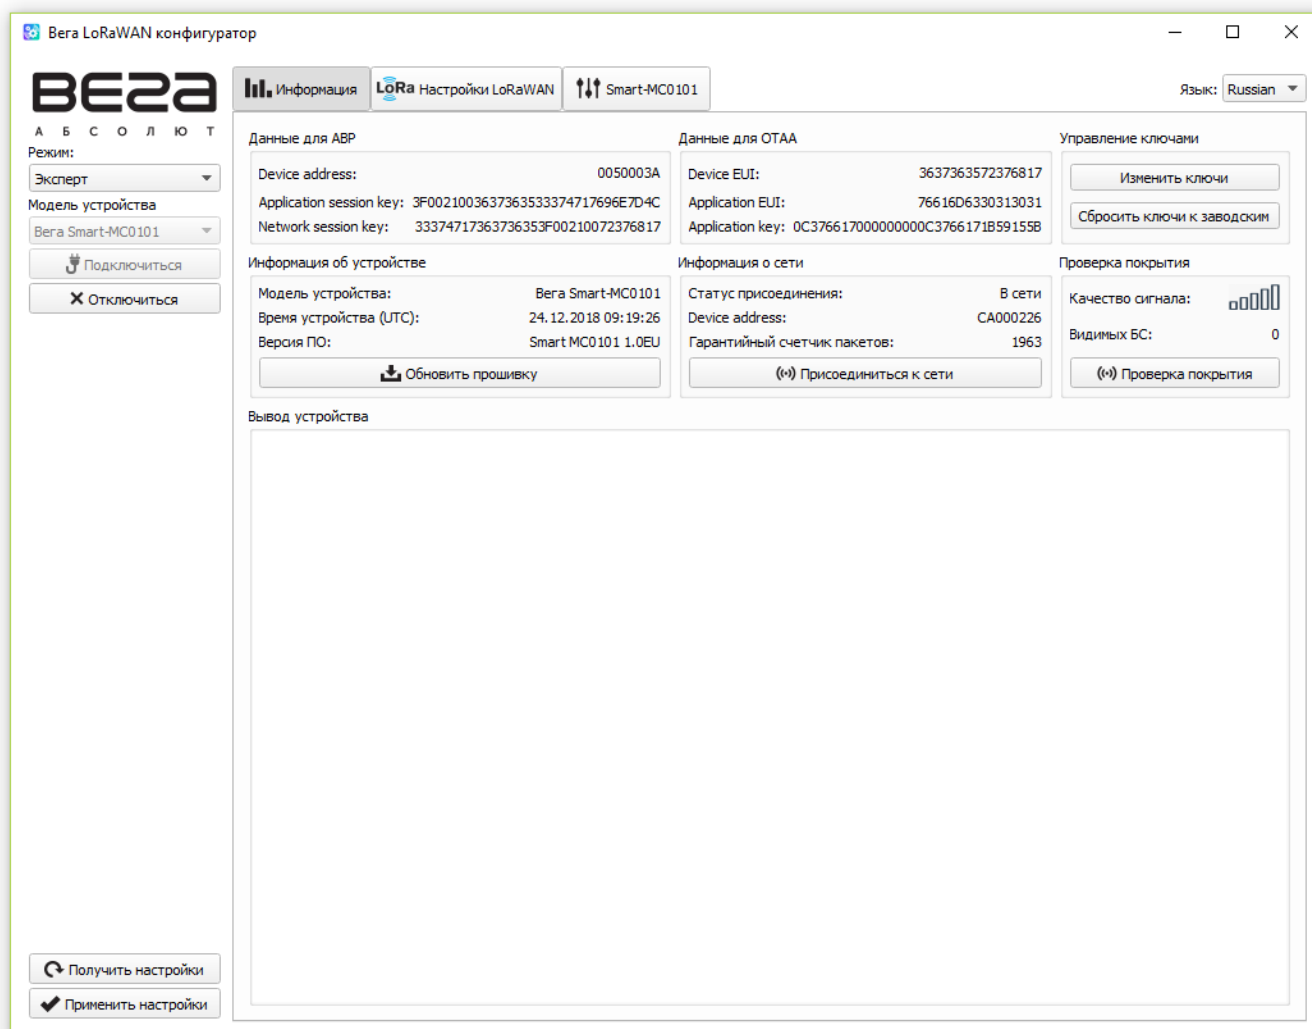 Вега LoRaWAN конфигуратор
ВЕГА
АБСОЛЮТ
Режим:
Эксперт
Модель устройства
Вега Smart-MC0101
Подключиться
Отключиться
Информация
LoRa Настройки LoRaWAN
Smart-MC0101
Язык: Russian
Данные для ABP
Device address: 0050003A
Application session key: 3F00210036373635333747​17696E7D4C
Network session key: 33374717363736353F00210072376817
Данные для OTAA
Device EUI: 3637363572376817
Application EUI: 76616D6330313031
Application key: 0C376617000000000C3766171B59155B
Управление ключами
Изменить ключи
Сбросить ключи к заводским
Информация об устройстве
Модель устройства: Вега Smart-MC0101
Время устройства (UTC): 24.12.2018 09:19:26
Версия ПО: Smart MC0101 1.0EU
Обновить прошивку
Информация о сети
Статус присоединения: В сети
Device address: CA000226
Гарантийный счетчик пакетов: 1963
Присоединиться к сети
Проверка покрытия
Качество сигнала:
Видимых БС: 0
Проверка покрытия
Вывод устройства
Получить настройки
Применить настройки